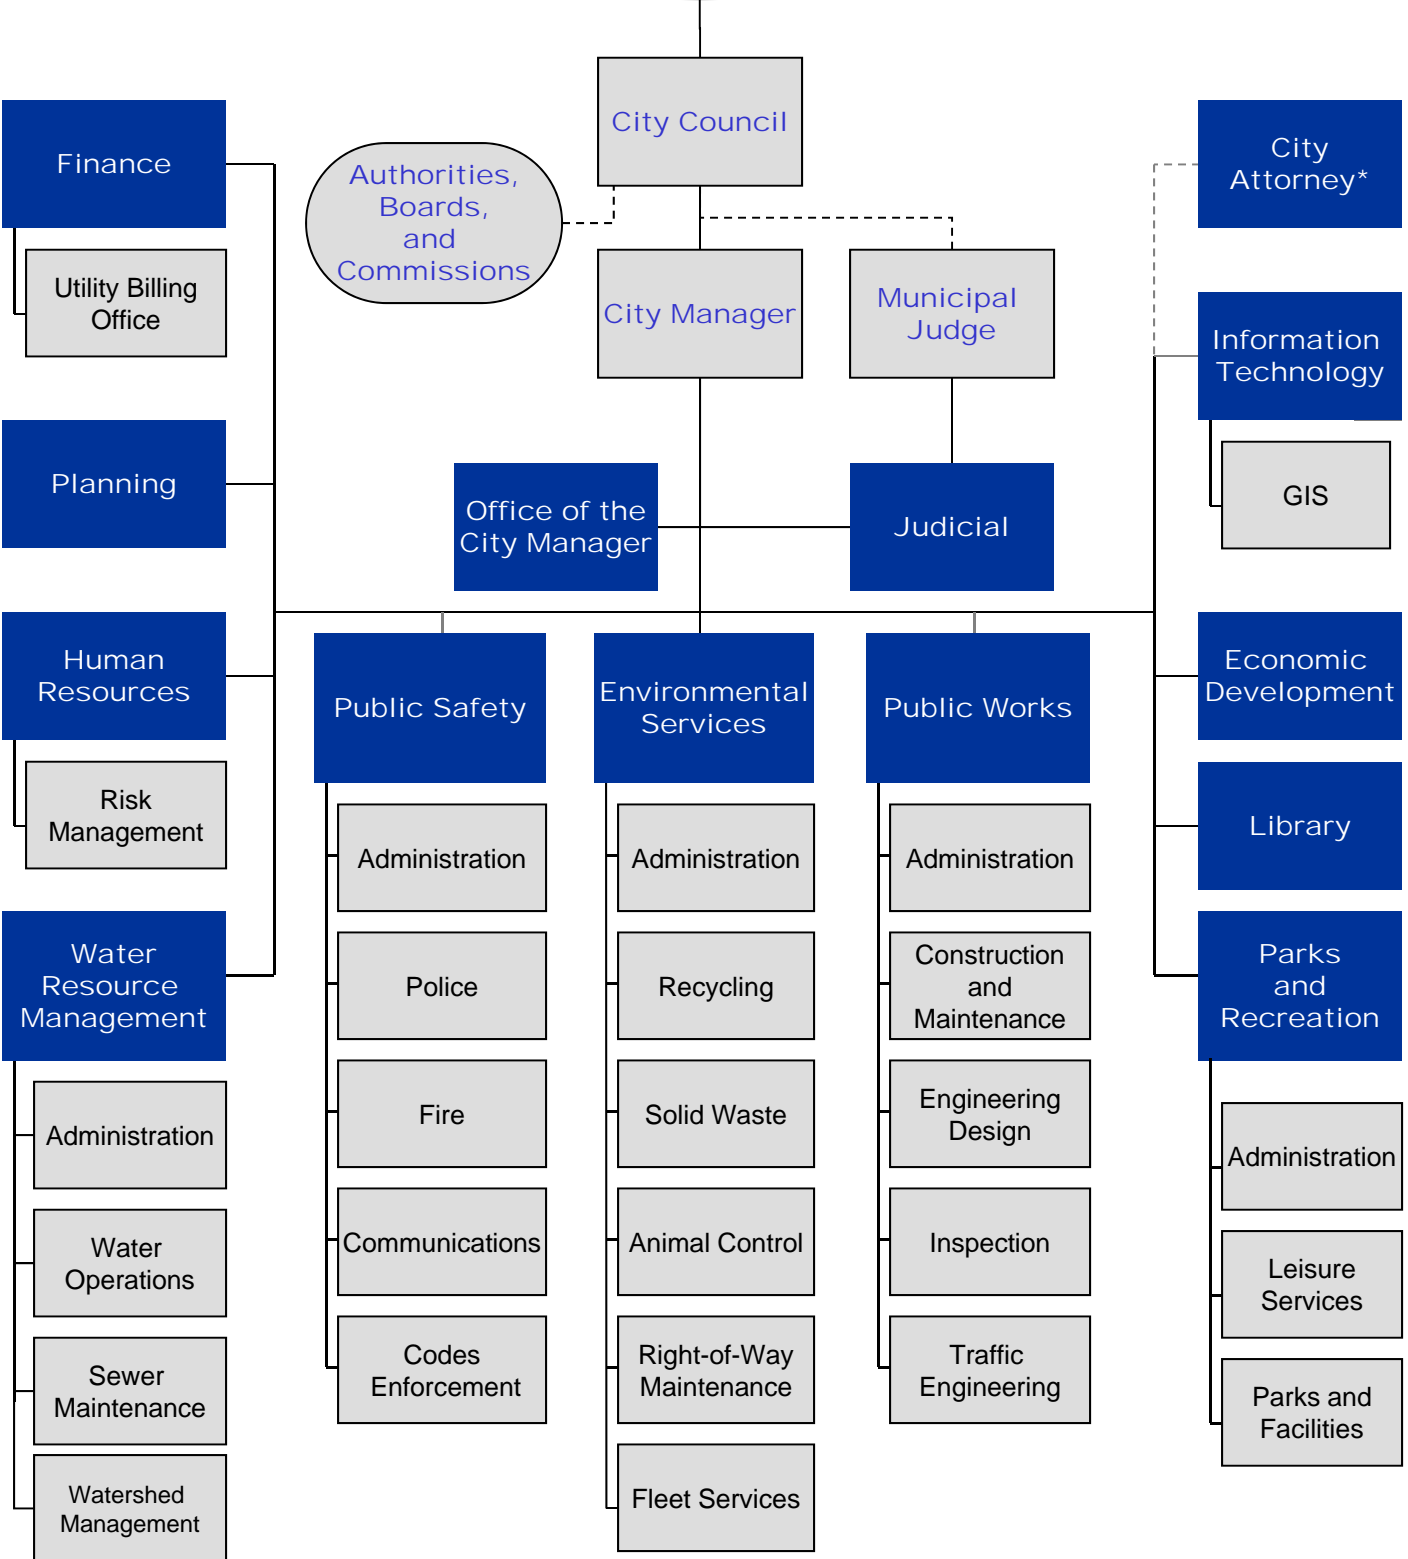 City Council
Finance
Authorities,
Boards,
and
Commissions
City
Attorney*
Utility Billing
Office
City Manager
Municipal
Judge
Information
Technology
Planning
Office of the
City Manager
Judicial
GIS
Human
Resources
Public Safety
Environmental
Services
Public Works
Economic
Development
Risk
Management
Administration
Administration
Administration
Library
Water
Resource
Management
Police
Recycling
Construction
and
Maintenance
Parks
and
Recreation
Administration
Fire
Solid Waste
Engineering
Design
Administration
Water
Operations
Communications
Animal Control
Inspection
Leisure
Services
Sewer
Maintenance
Codes
Enforcement
Right-of-Way
Maintenance
Traffic
Engineering
Parks and
Facilities
Watershed
Management
Fleet Services